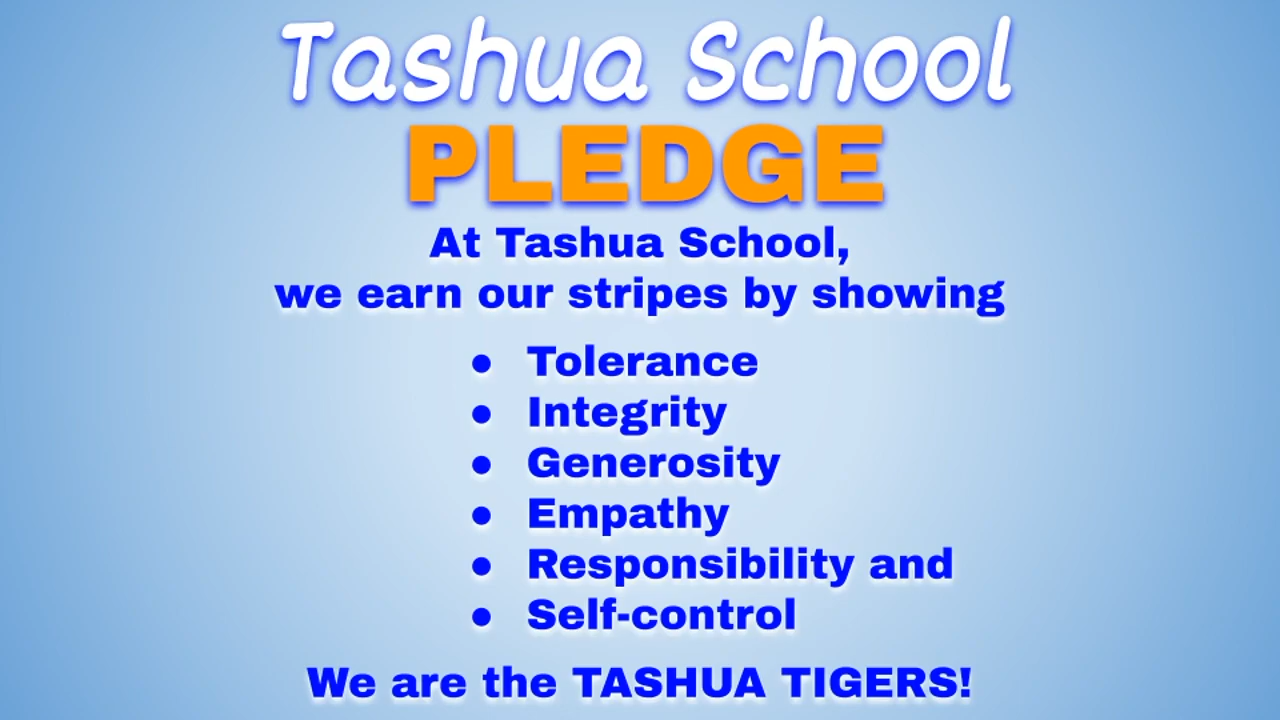 Tashua School
PLEDGE
At Tashua School,
we earn our stripes by showing
● Tolerance
● Integrity
● Generosity
● Empathy
● Responsibility and
● Self-control
We are the TASHUA TIGERS!